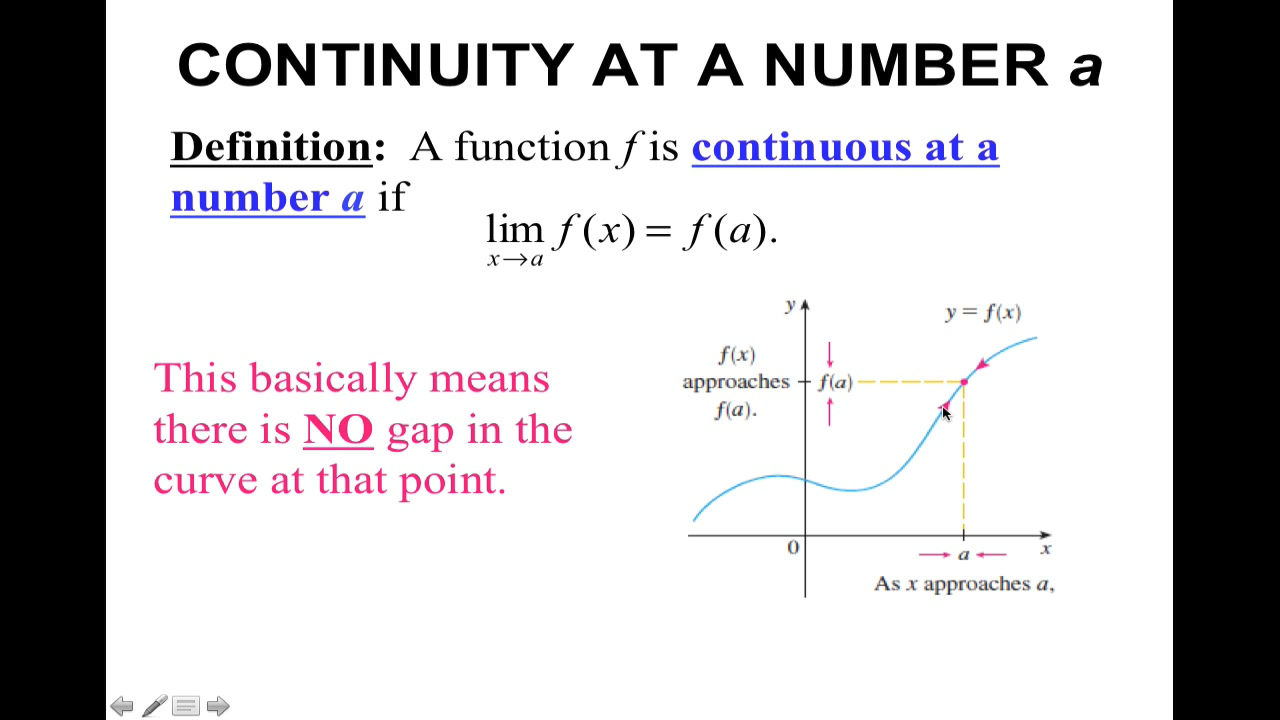 CONTINUITY AT A NUMBER a
Definition: A function f is continuous at a
number a if
lim f(x) = f(a).
x→a
This basically means
there is NO gap in the
curve at that point.
y
y = f(x)
f(x)
approaches
f(a).
f(a)
0
a
x
As x approaches a,